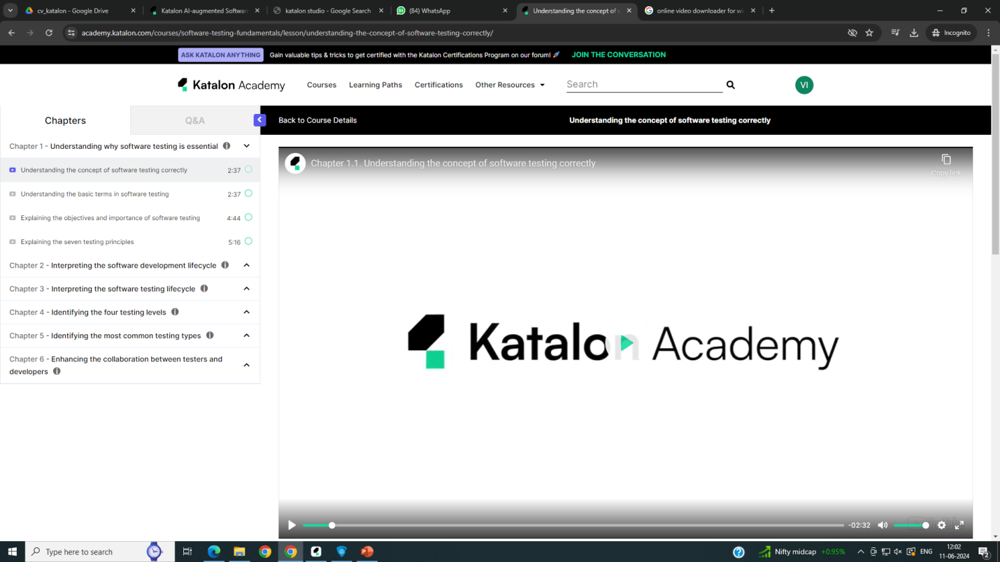 cv_katalon - Google Drive
Katalon AI-augmented Softwar
katalon studio - Google Search
(84) WhatsApp
Understanding the concept of s
online video downloader for wi
academy.katalon.com/courses/software-testing-fundamentals/lesson/understanding-the-concept-of-software-testing-correctly/
Incognito
ASK KATALON ANYTHING
Gain valuable tips & tricks to get certified with the Katalon Certifications Program on our forum! 🚀
JOIN THE CONVERSATION
Katalon Academy
Courses
Learning Paths
Certifications
Other Resources
Search
VI
Chapters
Q&A
Back to Course Details
Understanding the concept of software testing correctly
Chapter 1 - Understanding why software testing is essential
Understanding the concept of software testing correctly 2:37
Understanding the basic terms in software testing 2:37
Explaining the objectives and importance of software testing 4:44
Explaining the seven testing principles 5:16
Chapter 2 - Interpreting the software development lifecycle
Chapter 3 - Interpreting the software testing lifecycle
Chapter 4 - Identifying the four testing levels
Chapter 5 - Identifying the most common testing types
Chapter 6 - Enhancing the collaboration between testers and
developers
Chapter 1.1. Understanding the concept of software testing correctly
Copy link
Katalon Academy
-02:32
Type here to search
Nifty midcap +0.95%
ENG
12:02
11-06-2024
2